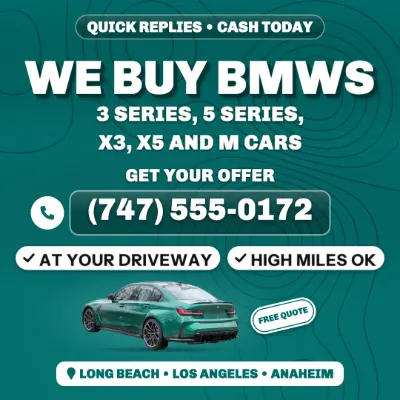 QUICK REPLIES • CASH TODAY
WE BUY BMWS
3 SERIES, 5 SERIES,
X3, X5 AND M CARS
GET YOUR OFFER
(747) 555-0172
AT YOUR DRIVEWAY
HIGH MILES OK
FREE QUOTE
LONG BEACH • LOS ANGELES • ANAHEIM